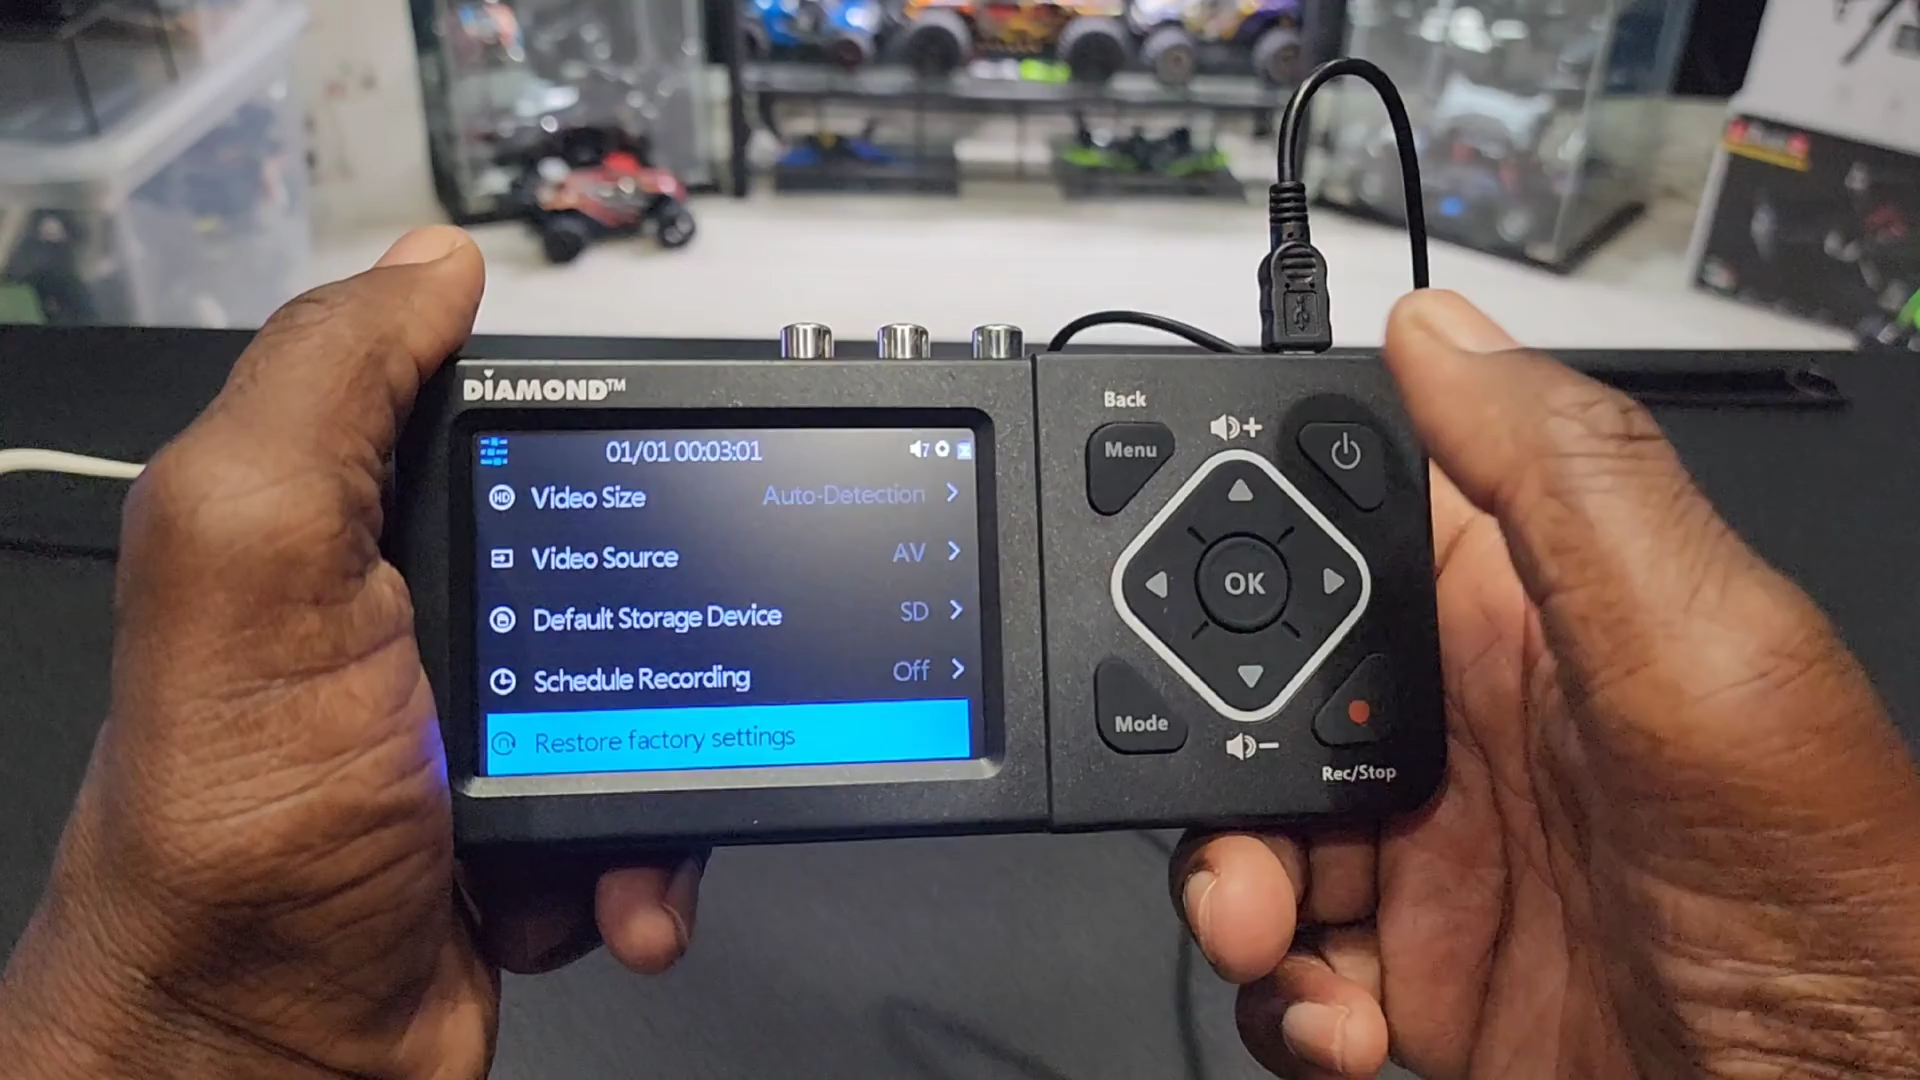 DIAMOND™
01/01 00:03:01
7
Video Size Auto-Detection
Video Source AV
Default Storage Device SD
Schedule Recording Off
Restore factory settings
Back
Menu
+
OK
Mode
−
Rec/Stop